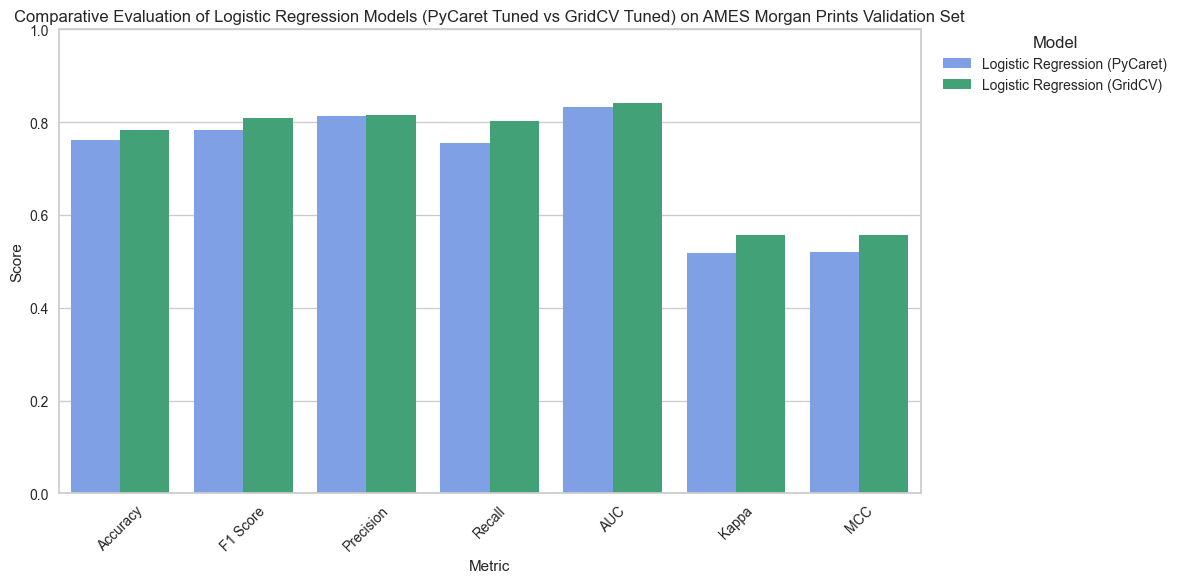 Comparative Evaluation of Logistic Regression Models (PyCaret Tuned vs GridCV Tuned) on AMES Morgan Prints Validation Set
Model
Logistic Regression (PyCaret)
Logistic Regression (GridCV)
Score
1.0
0.8
0.6
0.4
0.2
0.0
Accuracy
F1 Score
Precision
Recall
AUC
Kappa
MCC
Metric